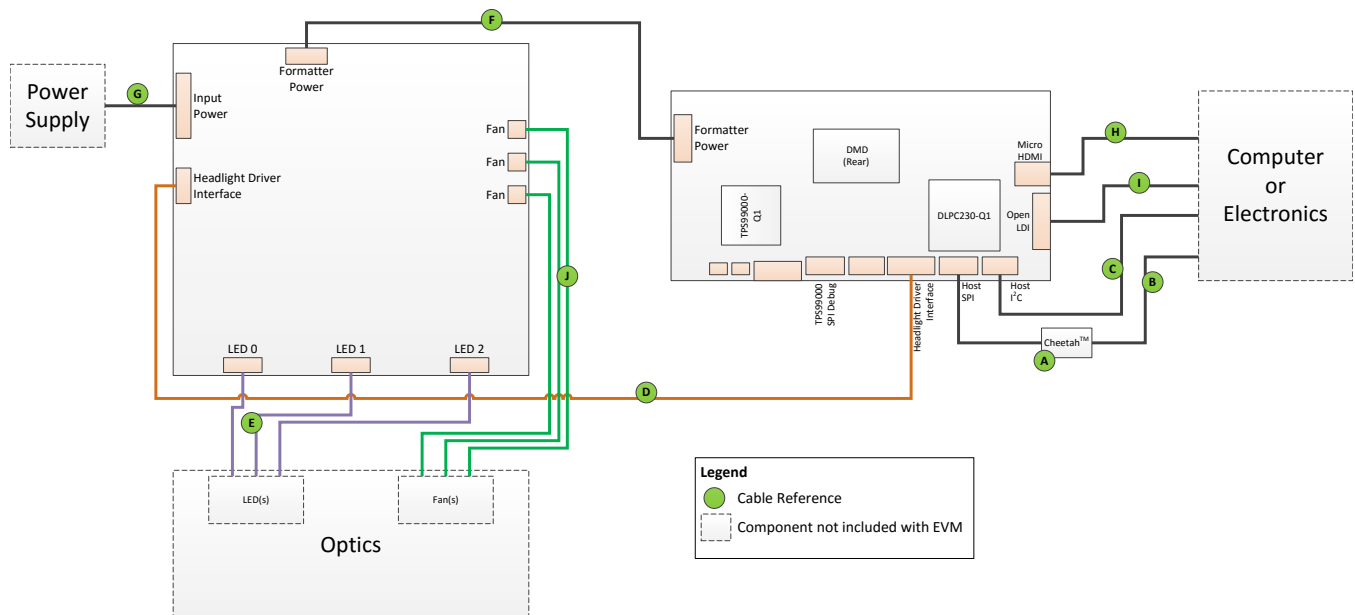 F
Formatter
Power
Power
Supply
G
Input
Power
Headlight Driver
Interface
Fan
Fan
Fan
J
LED 0
LED 1
LED 2
E
D
LED(s)
Fan(s)
Optics
Formatter
Power
DMD
(Rear)
TPS99000-
Q1
DLPC230-Q1
Micro
HDMI
Open
LDI
TPS99000
SPI Debug
Headlight Driver
Interface
Host
SPI
Host
I²C
H
I
C
B
Cheetah™
A
Computer
or
Electronics
Legend
Cable Reference
Component not included with EVM